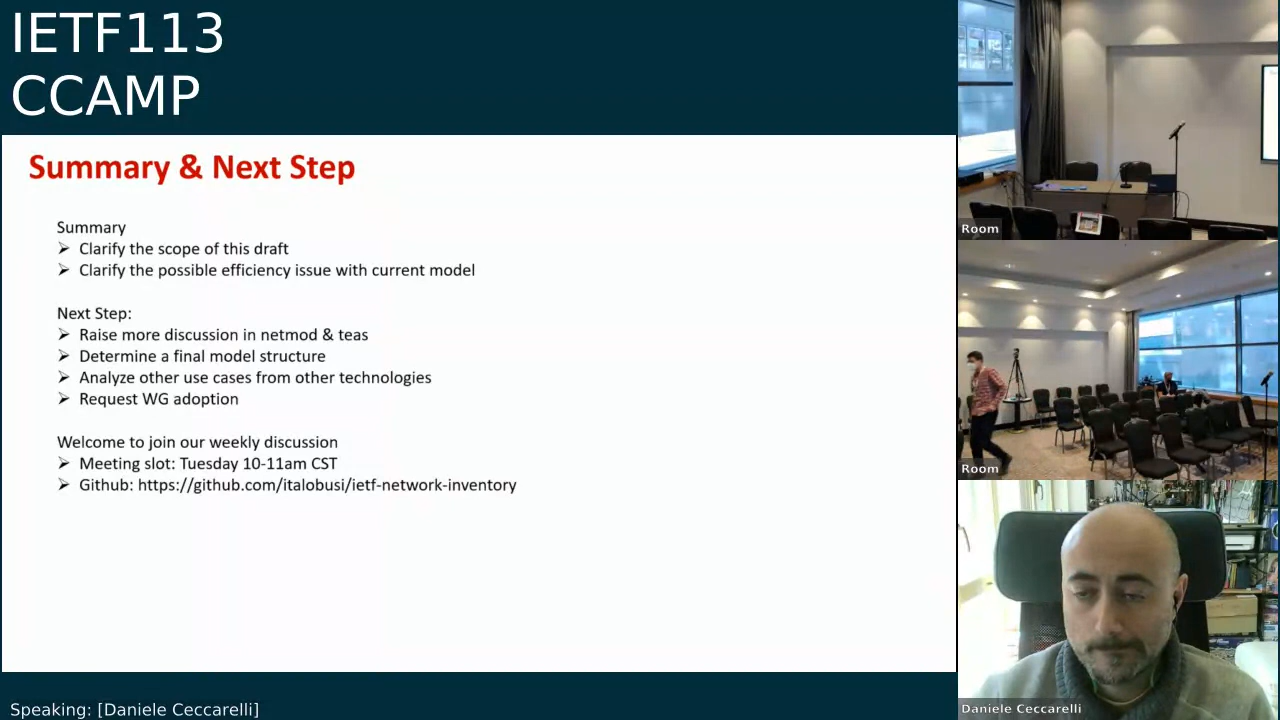 IETF113
CCAMP
Summary & Next Step
Summary
➢ Clarify the scope of this draft
➢ Clarify the possible efficiency issue with current model
Next Step:
➢ Raise more discussion in netmod & teas
➢ Determine a final model structure
➢ Analyze other use cases from other technologies
➢ Request WG adoption
Welcome to join our weekly discussion
➢ Meeting slot: Tuesday 10-11am CST
➢ Github: https://github.com/italobusi/ietf-network-inventory
Speaking: [Daniele Ceccarelli]
Room
Room
Daniele Ceccarelli